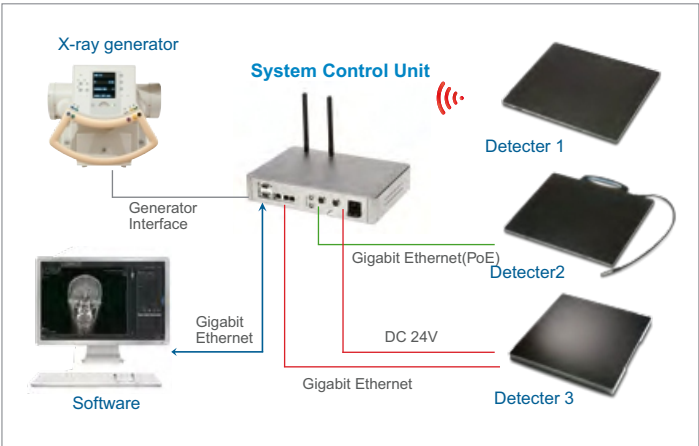 X-ray generator
System Control Unit
Detecter 1
Generator
Interface
Gigabit Ethernet(PoE)
Detecter2
Gigabit
Ethernet
DC 24V
Gigabit Ethernet
Detecter 3
Software